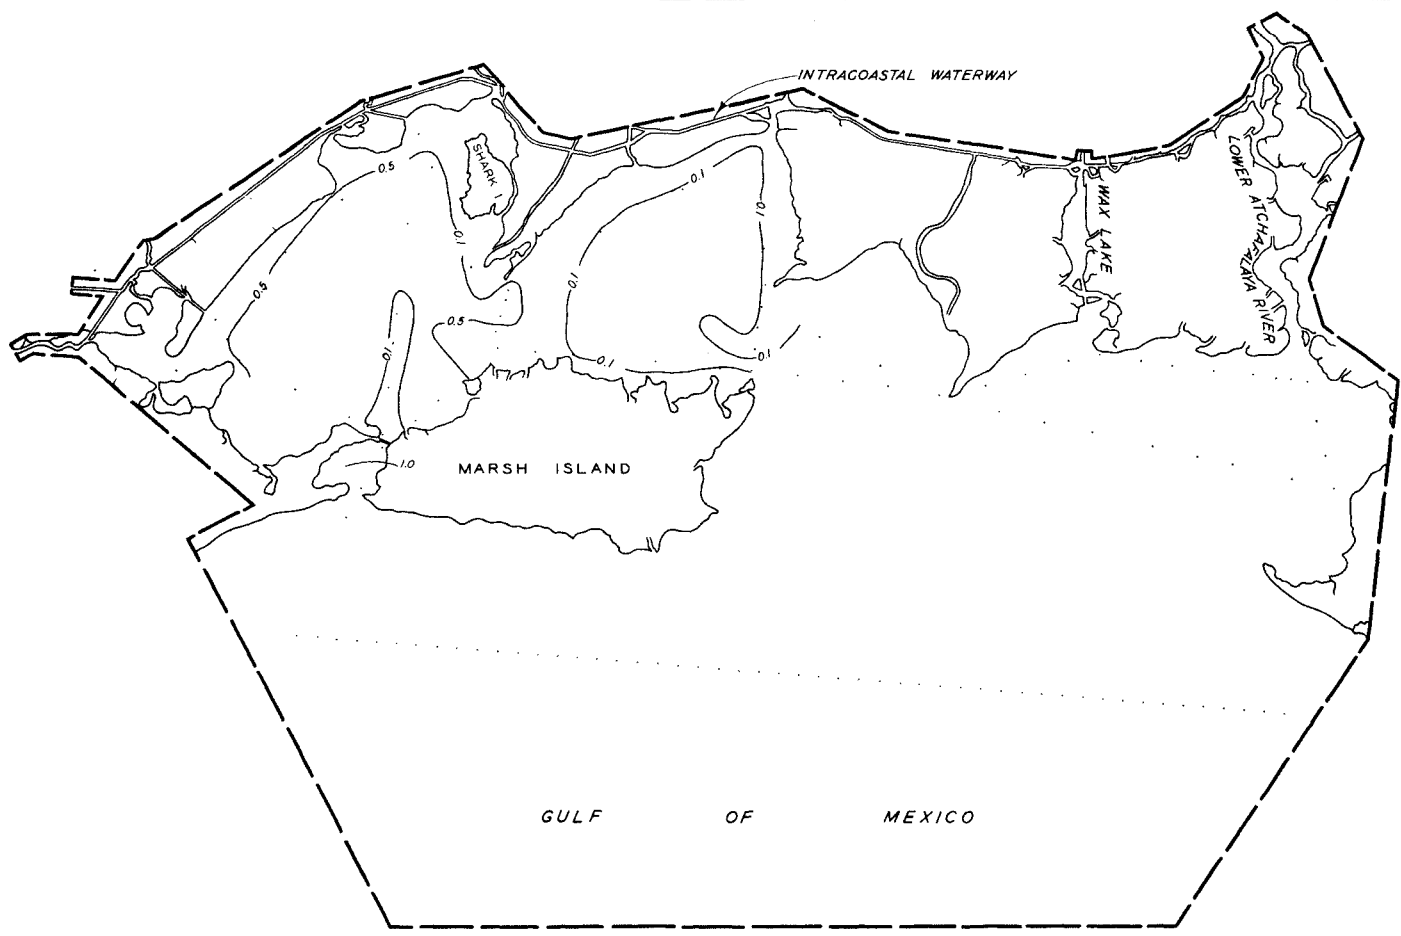 INTRACOASTAL WATERWAY
SHARK I.
0.5
0.1
0.1
0.1
0.5
0.1
0.5
0.1
0.1
0.1
1.0
WAX LAKE
LOWER ATCHAFALAYA RIVER
MARSH ISLAND
GULF OF MEXICO